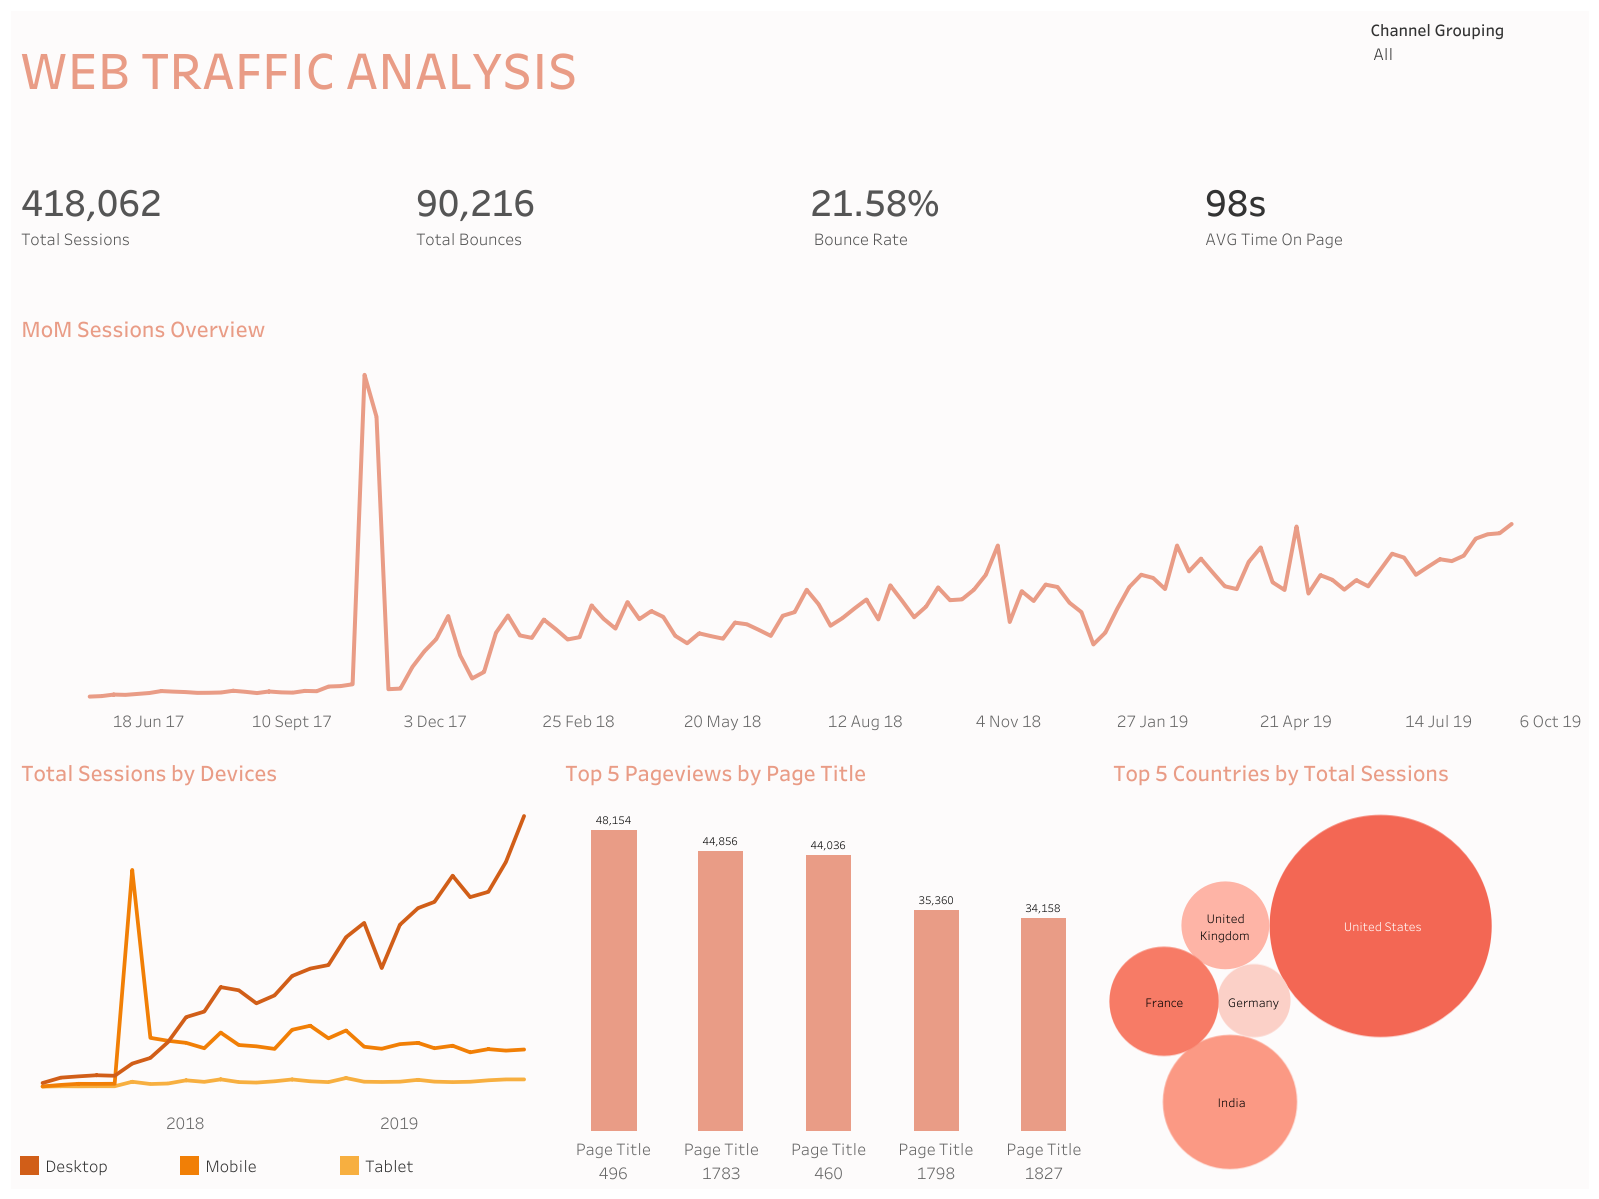 Channel Grouping
All
WEB TRAFFIC ANALYSIS
418,062
Total Sessions
90,216
Total Bounces
21.58%
Bounce Rate
98s
AVG Time On Page
MoM Sessions Overview
18 Jun 17
10 Sept 17
3 Dec 17
25 Feb 18
20 May 18
12 Aug 18
4 Nov 18
27 Jan 19
21 Apr 19
14 Jul 19
6 Oct 19
Total Sessions by Devices
2018
2019
Desktop
Mobile
Tablet
Top 5 Pageviews by Page Title
48,154
44,856
44,036
35,360
34,158
Page Title
496
Page Title
1783
Page Title
460
Page Title
1798
Page Title
1827
Top 5 Countries by Total Sessions
United
Kingdom
United States
France
Germany
India